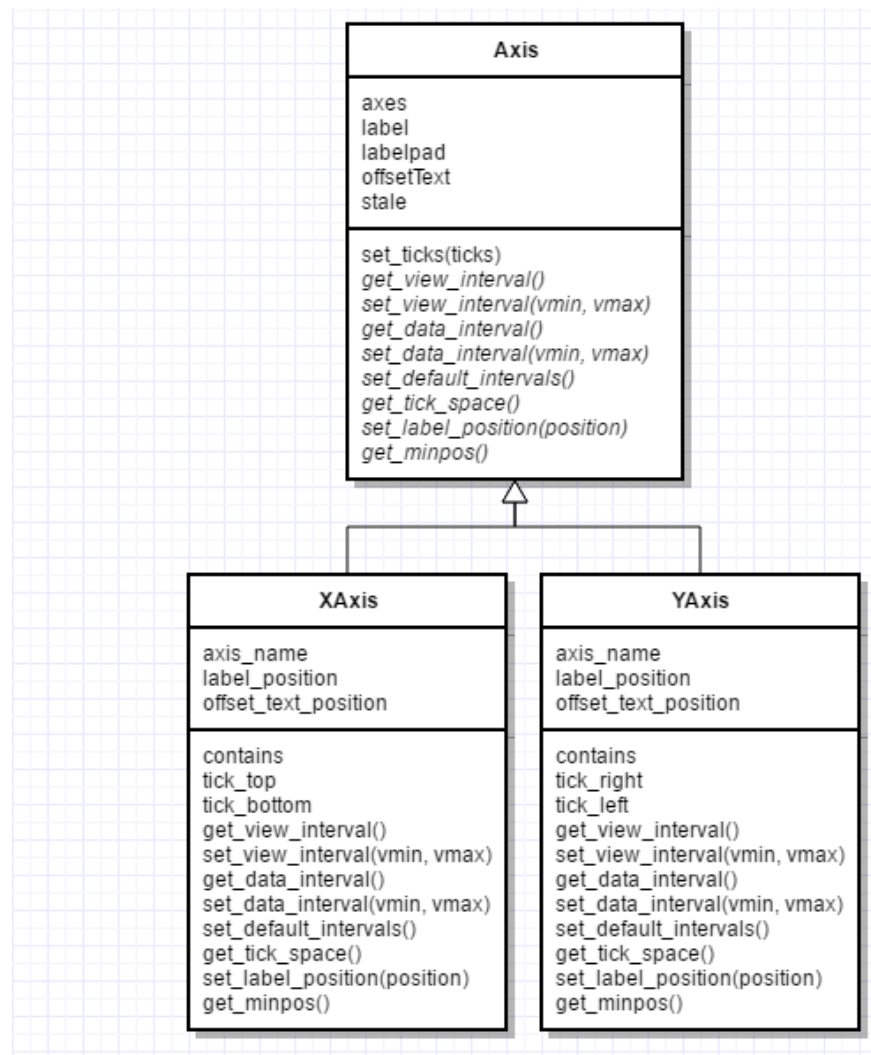 Axis
axes
label
labelpad
offsetText
stale
set_ticks(ticks)
get_view_interval()
set_view_interval(vmin, vmax)
get_data_interval()
set_data_interval(vmin, vmax)
set_default_intervals()
get_tick_space()
set_label_position(position)
get_minpos()
XAxis
axis_name
label_position
offset_text_position
contains
tick_top
tick_bottom
get_view_interval()
set_view_interval(vmin, vmax)
get_data_interval()
set_data_interval(vmin, vmax)
set_default_intervals()
get_tick_space()
set_label_position(position)
get_minpos()
YAxis
axis_name
label_position
offset_text_position
contains
tick_right
tick_left
get_view_interval()
set_view_interval(vmin, vmax)
get_data_interval()
set_data_interval(vmin, vmax)
set_default_intervals()
get_tick_space()
set_label_position(position)
get_minpos()